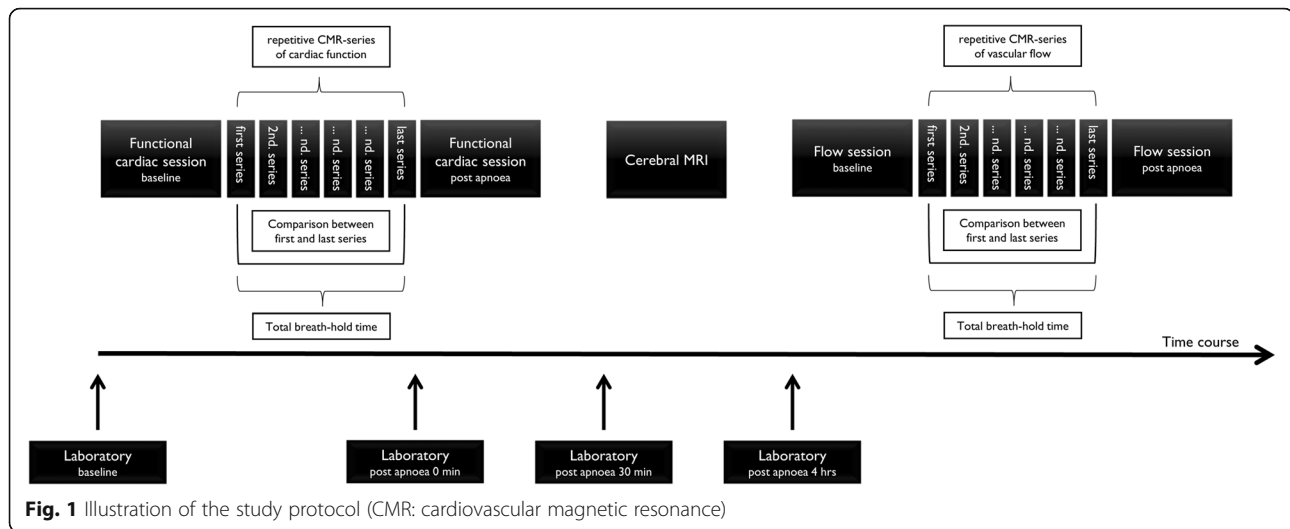 repetitive CMR-series
of cardiac function
repetitive CMR-series
of vascular flow
Functional
cardiac session
baseline
first series
2nd. series
... nd. series
... nd. series
... nd. series
last series
Functional
cardiac session
post apnoea
Cerebral MRI
Flow session
baseline
first series
2nd. series
... nd. series
... nd. series
... nd. series
last series
Flow session
post apnoea
Comparison between
first and last series
Comparison between
first and last series
Total breath-hold time
Total breath-hold time
Time course
Laboratory
baseline
Laboratory
post apnoea 0 min
Laboratory
post apnoea 30 min
Laboratory
post apnoea 4 hrs
Fig. 1 Illustration of the study protocol (CMR: cardiovascular magnetic resonance)